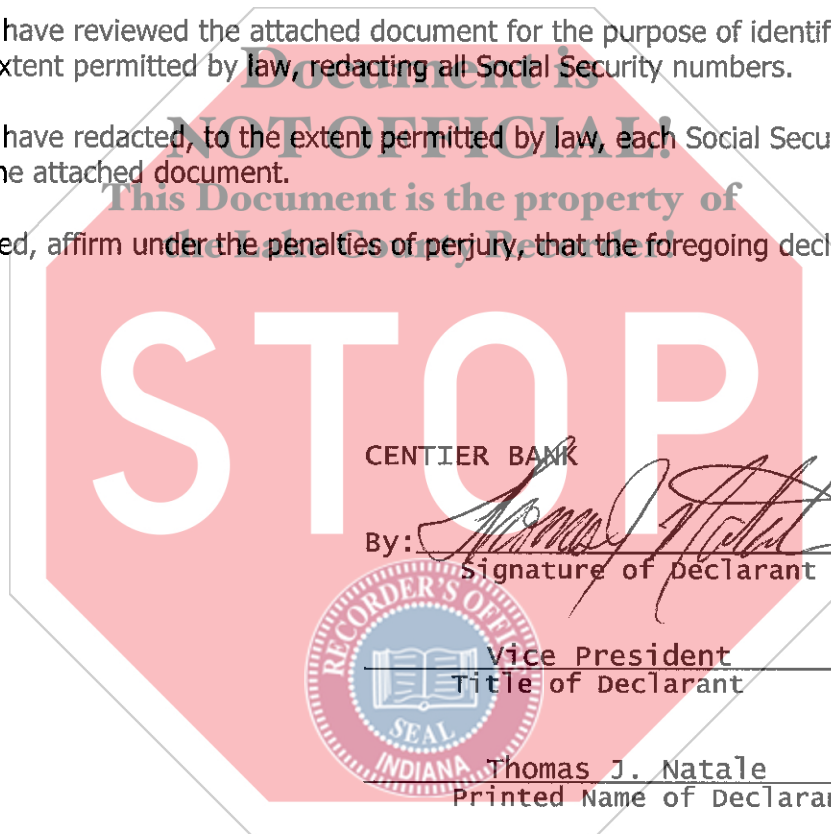 have reviewed the attached document for the purpose of identif
xtent permitted by law, redacting all Social Security numbers.
Document is
have redacted, to the extent permitted by law, each Social Secu
NOT OFFICIAL!
ne attached document.
This Document is the property of
ed, affirm under the penalties of perjury, that the foregoing decl
the Lake County Recorder!
STOP
CENTIER BANK
By: Thomas J Natale
Signature of Declarant
RECORDER'S OFFICE
Vice President
Title of Declarant
SEAL
INDIANA
Thomas J. Natale
Printed Name of Declaran